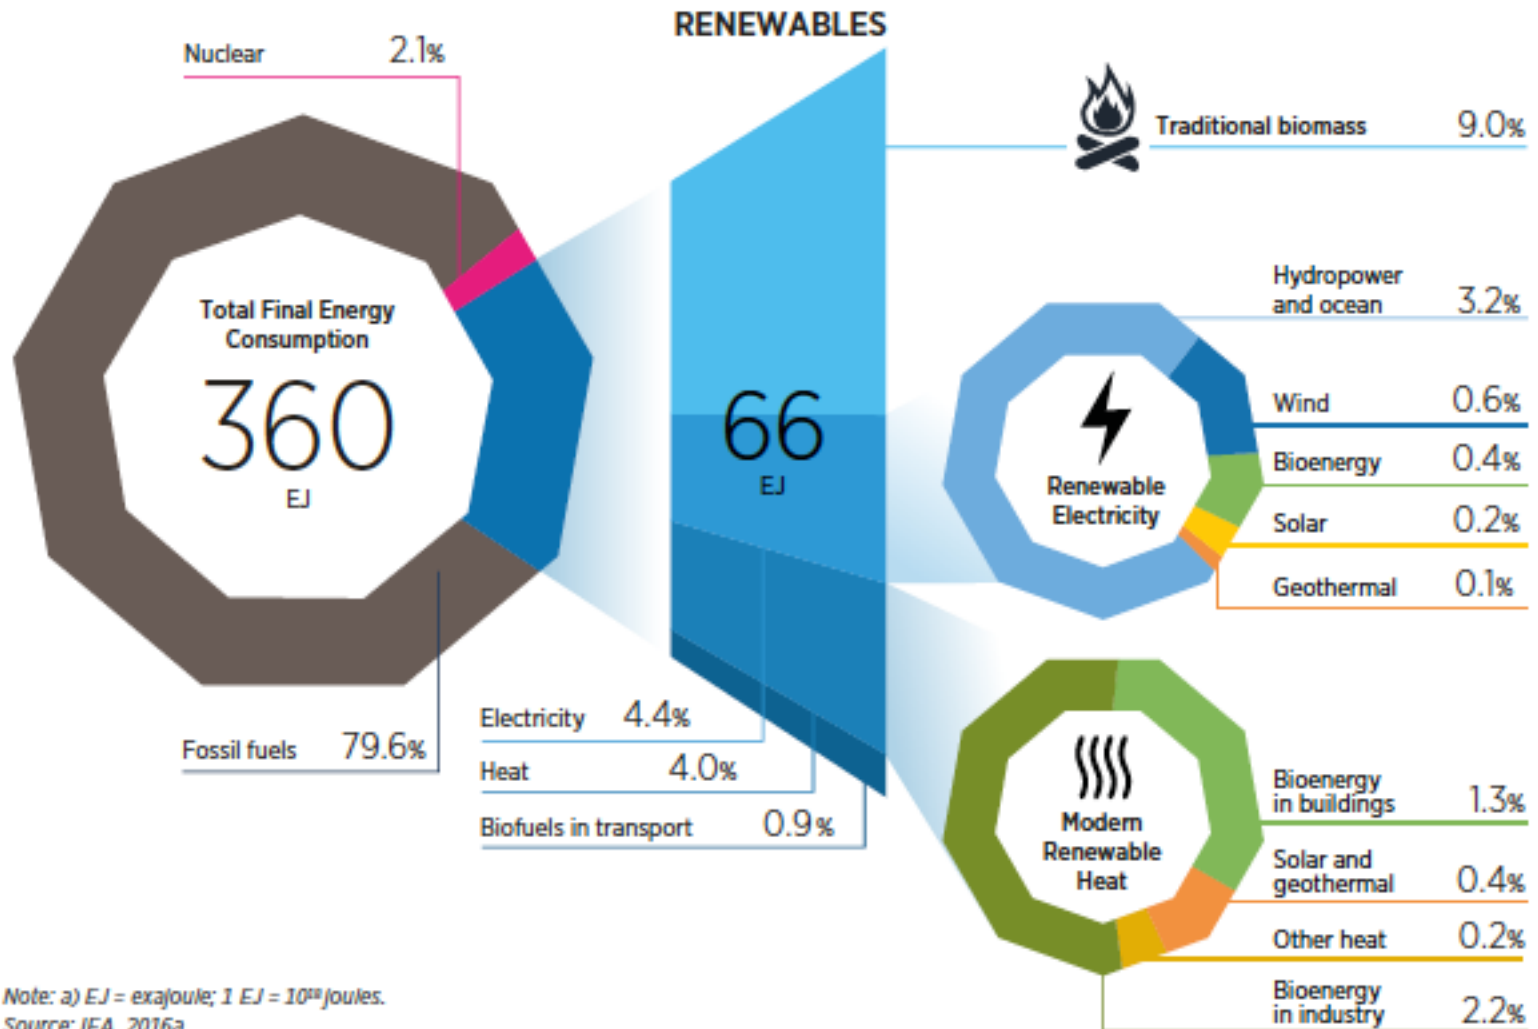 RENEWABLES
Nuclear 2.1%
Total Final Energy
Consumption
360
EJ
Fossil fuels 79.6%
66
EJ
Electricity 4.4%
Heat 4.0%
Biofuels in transport 0.9%
Traditional biomass 9.0%
Renewable
Electricity
Hydropower
and ocean 3.2%
Wind 0.6%
Bioenergy 0.4%
Solar 0.2%
Geothermal 0.1%
Modern
Renewable
Heat
Bioenergy
in buildings 1.3%
Solar and
geothermal 0.4%
Other heat 0.2%
Bioenergy
in industry 2.2%
Note: a) EJ = exajoule; 1 EJ = 10¹⁸ joules.
Source: IEA, 2016a